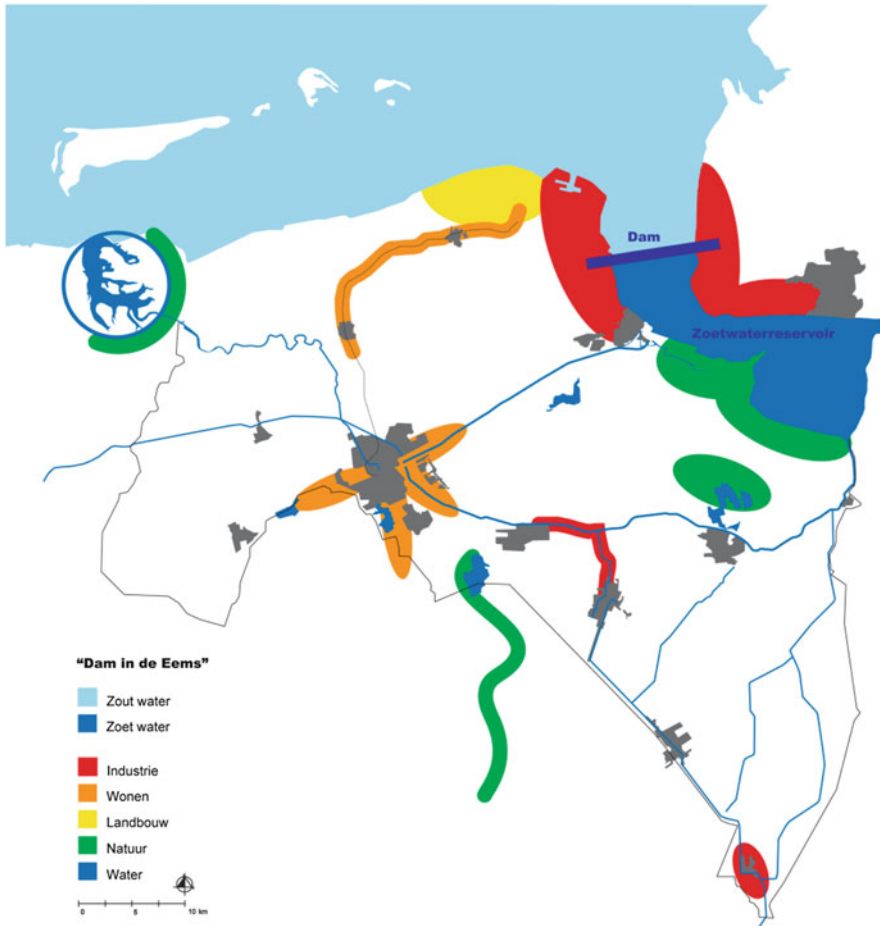 Dam
Zoetwaterreservoir
"Dam in de Eems"
Zout water
Zoet water
Industrie
Wonen
Landbouw
Natuur
Water
0 5 10 km